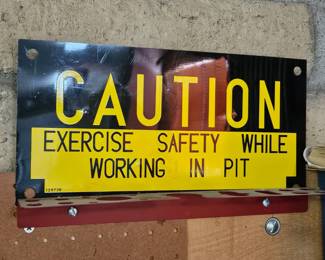 CAUTION
EXERCISE SAFETY WHILE
WORKING IN PIT